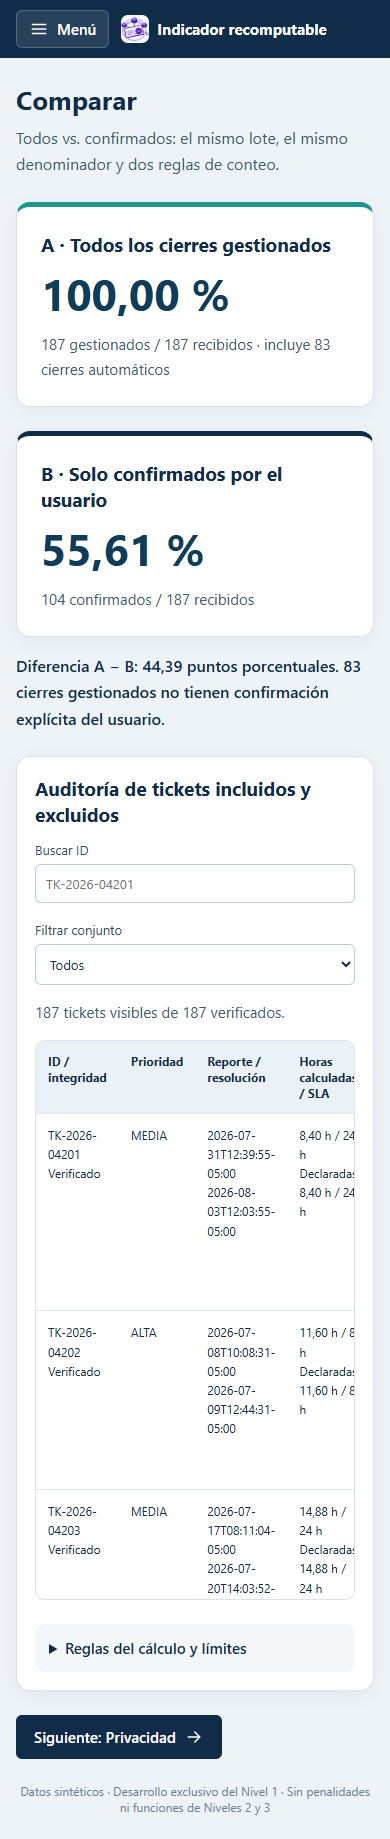 Menú
Indicador recomputable
Comparar
Todos vs. confirmados: el mismo lote, el mismo
denominador y dos reglas de conteo.
A · Todos los cierres gestionados
100,00 %
187 gestionados / 187 recibidos · incluye 83
cierres automáticos
B · Solo confirmados por el
usuario
55,61 %
104 confirmados / 187 recibidos
Diferencia A − B: 44,39 puntos porcentuales. 83
cierres gestionados no tienen confirmación
explícita del usuario.
Auditoría de tickets incluidos y
excluidos
Buscar ID
TK-2026-04201
Filtrar conjunto
Todos
187 tickets visibles de 187 verificados.
ID /
integridad
Prioridad
Reporte /
resolución
Horas
calculadas
/ SLA
TK-2026-
04201
Verificado
MEDIA
2026-07-
31T12:39:55-
05:00
2026-08-
03T12:03:55-
05:00
8,40 h / 24
h
Declaradas
8,40 h / 24
h
TK-2026-
04202
Verificado
ALTA
2026-07-
08T10:08:31-
05:00
2026-07-
09T12:44:31-
05:00
11,60 h / 8
h
Declaradas
11,60 h / 8
h
TK-2026-
04203
Verificado
MEDIA
2026-07-
17T08:11:04-
05:00
2026-07-
20T14:03:52-
14,88 h /
24 h
Declaradas
14,88 h /
24 h
Reglas del cálculo y límites
Siguiente: Privacidad →
Datos sintéticos · Desarrollo exclusivo del Nivel 1 · Sin penalidades
ni funciones de Niveles 2 y 3